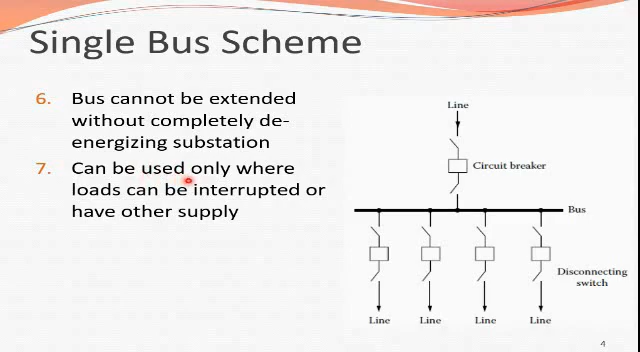 Single Bus Scheme
6. Bus cannot be extended
without completely de-
energizing substation
7. Can be used only where
loads can be interrupted or
have other supply
Line
Circuit breaker
Bus
Disconnecting
switch
Line Line Line Line
4